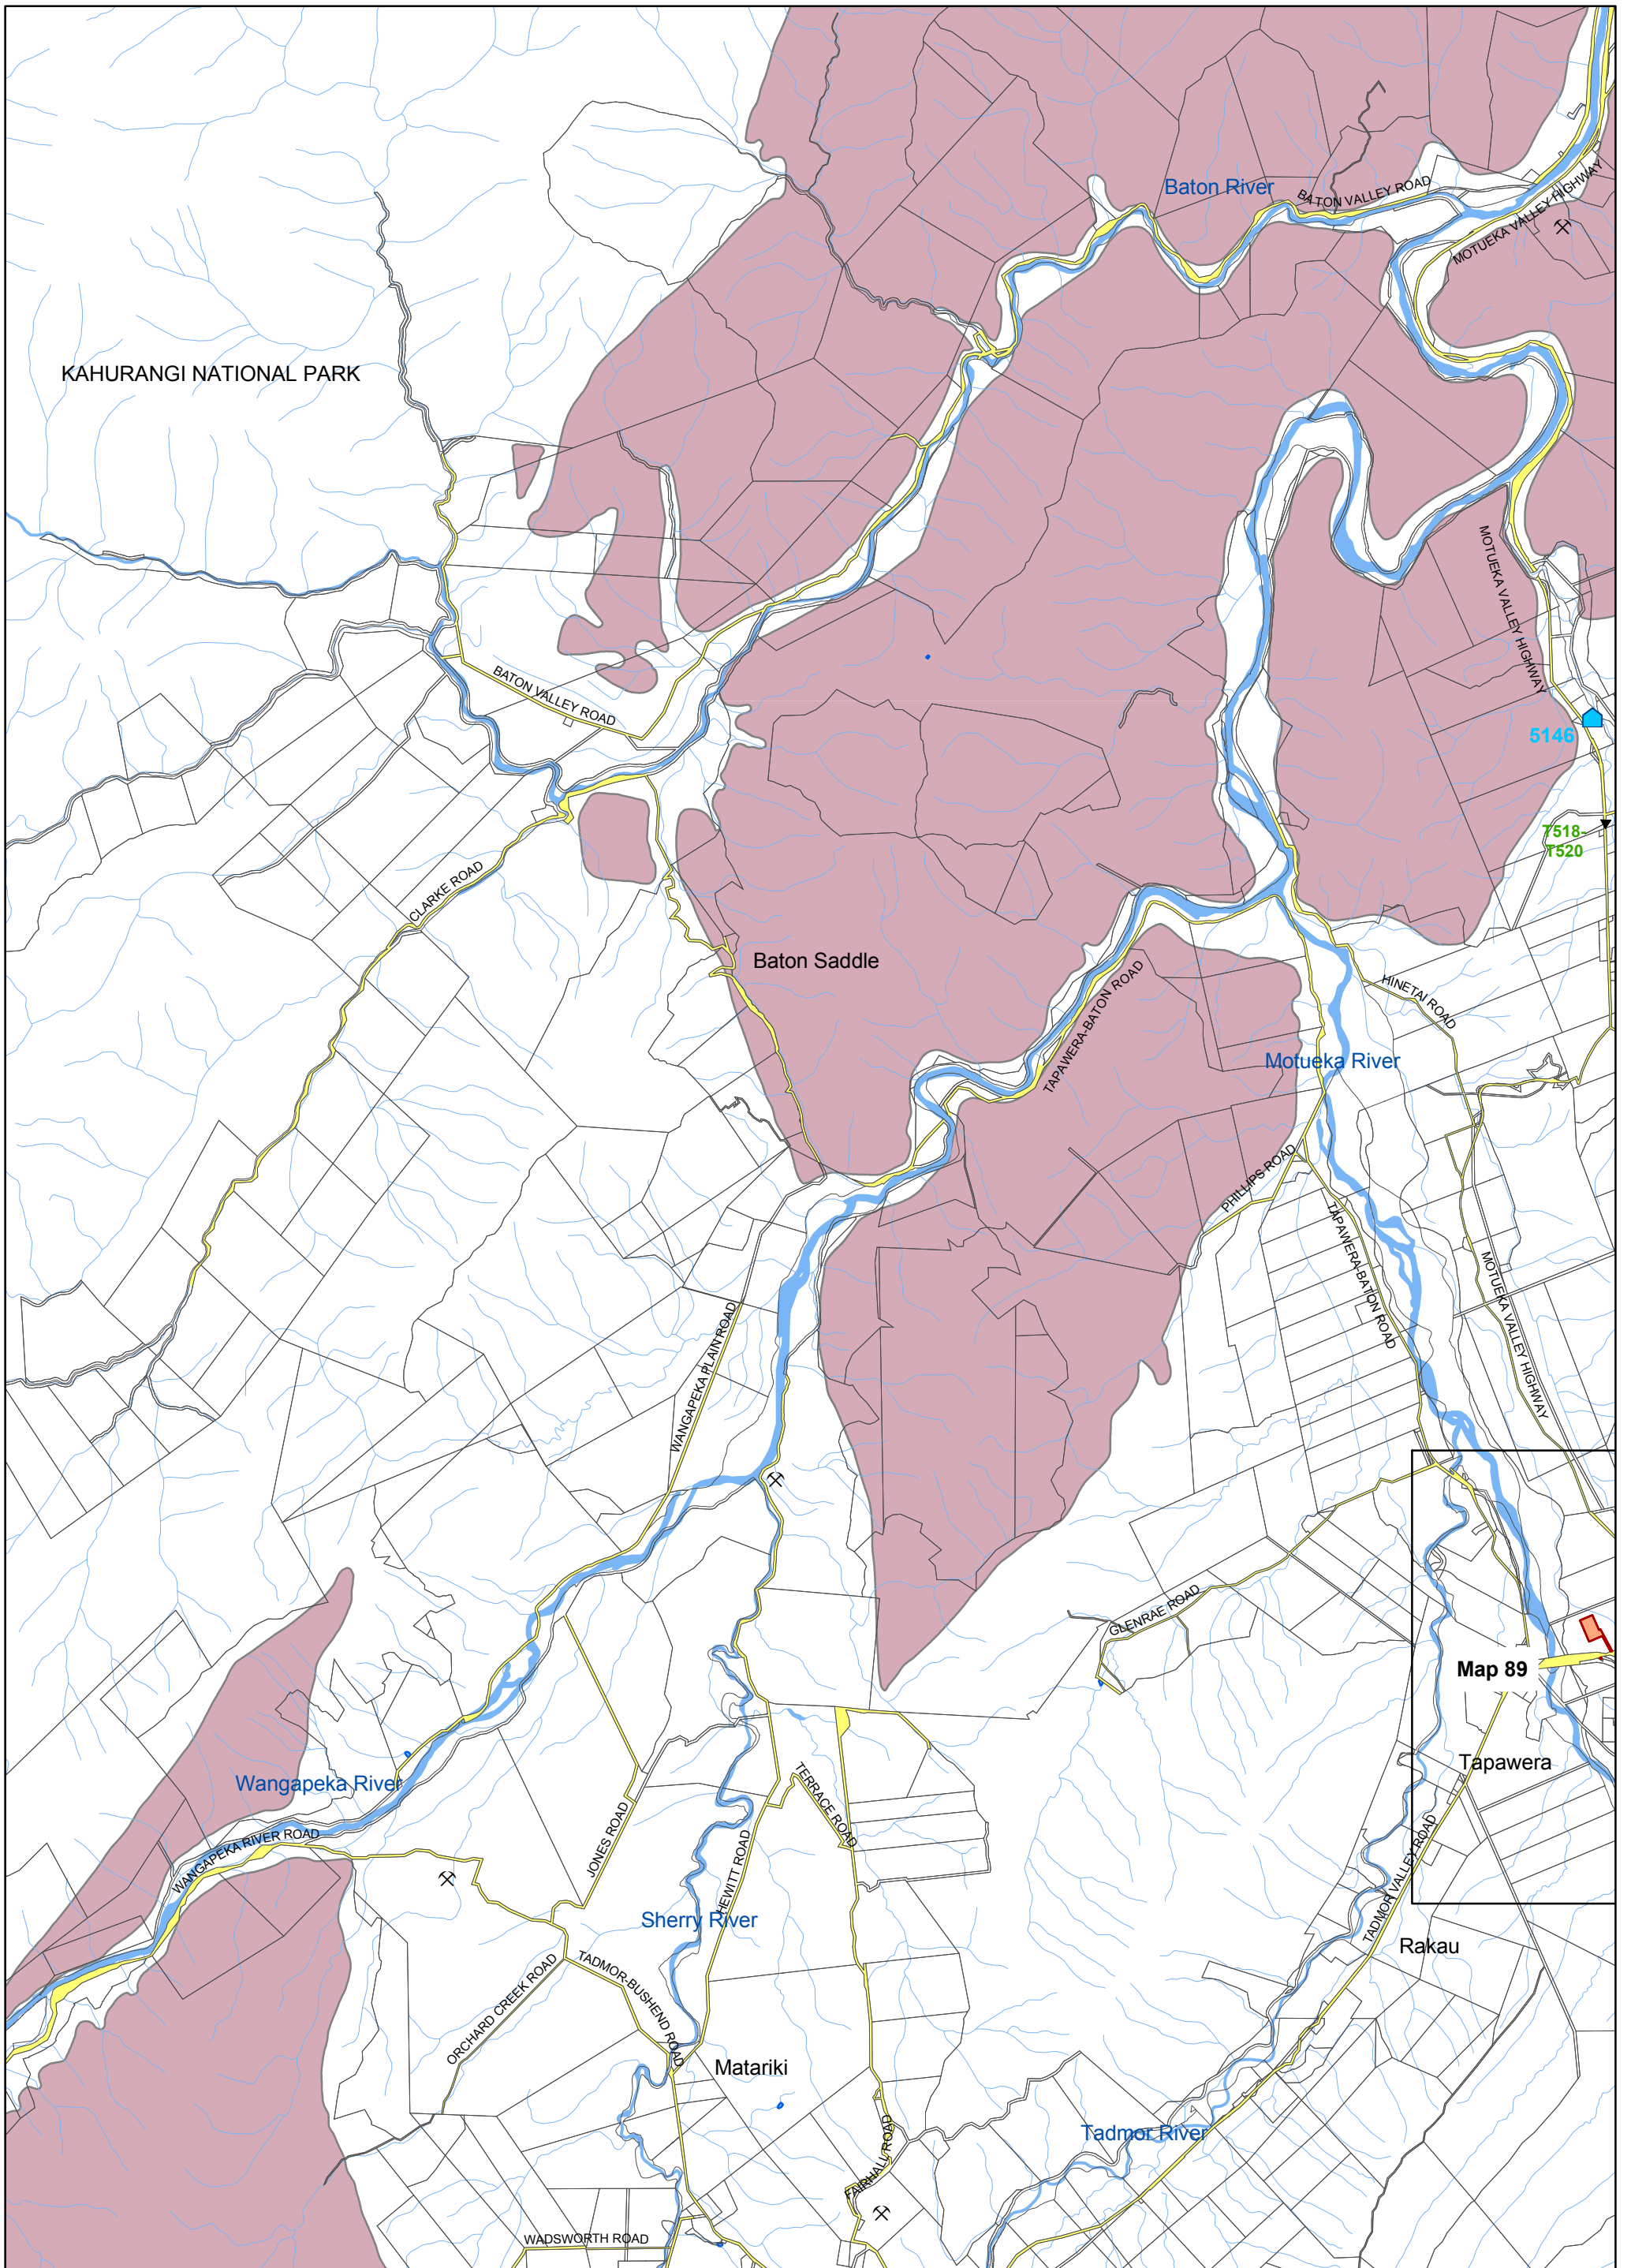 Baton River
BATON VALLEY ROAD
MOTUEKA VALLEY HIGHWAY
KAHURANGI NATIONAL PARK
MOTUEKA VALLEY HIGHWAY
BATON VALLEY ROAD
5146
T518-
T520
CLARKE ROAD
Baton Saddle
TAPAWERA-BATON ROAD
HINETAI ROAD
Motueka River
PHILLIPS ROAD
TAPAWERA-BATON ROAD
MOTUEKA VALLEY HIGHWAY
WANGAPEKA PLAIN ROAD
GLENRAE ROAD
Map 89
Tapawera
Wangapeka River
WANGAPEKA RIVER ROAD
JONES ROAD
TERRACE ROAD
HEWITT ROAD
TADMOR VALLEY ROAD
Sherry River
Rakau
ORCHARD CREEK ROAD
TADMOR-BUSHEND ROAD
Matariki
Tadmor River
FAIRHALL ROAD
WADSWORTH ROAD